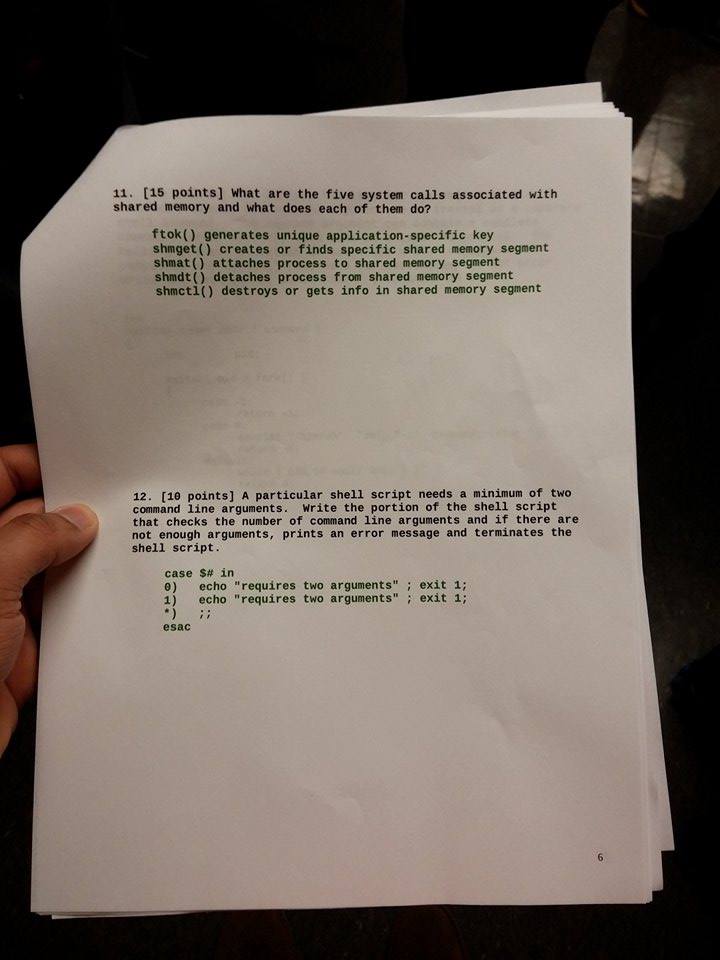 11. [15 points] What are the five system calls associated with
shared memory and what does each of them do?
ftok() generates unique application-specific key
shmget() creates or finds specific shared memory segment
shmat() attaches process to shared memory segment
shmdt() detaches process from shared memory segment
shmctl() destroys or gets info in shared memory segment
12. [10 points] A particular shell script needs a minimum of two
command line arguments. Write the portion of the shell script
that checks the number of command line arguments and if there are
not enough arguments, prints an error message and terminates the
shell script.
case $# in
0) echo "requires two arguments" ; exit 1;
1) echo "requires two arguments" ; exit 1;
*) ;;
esac
6